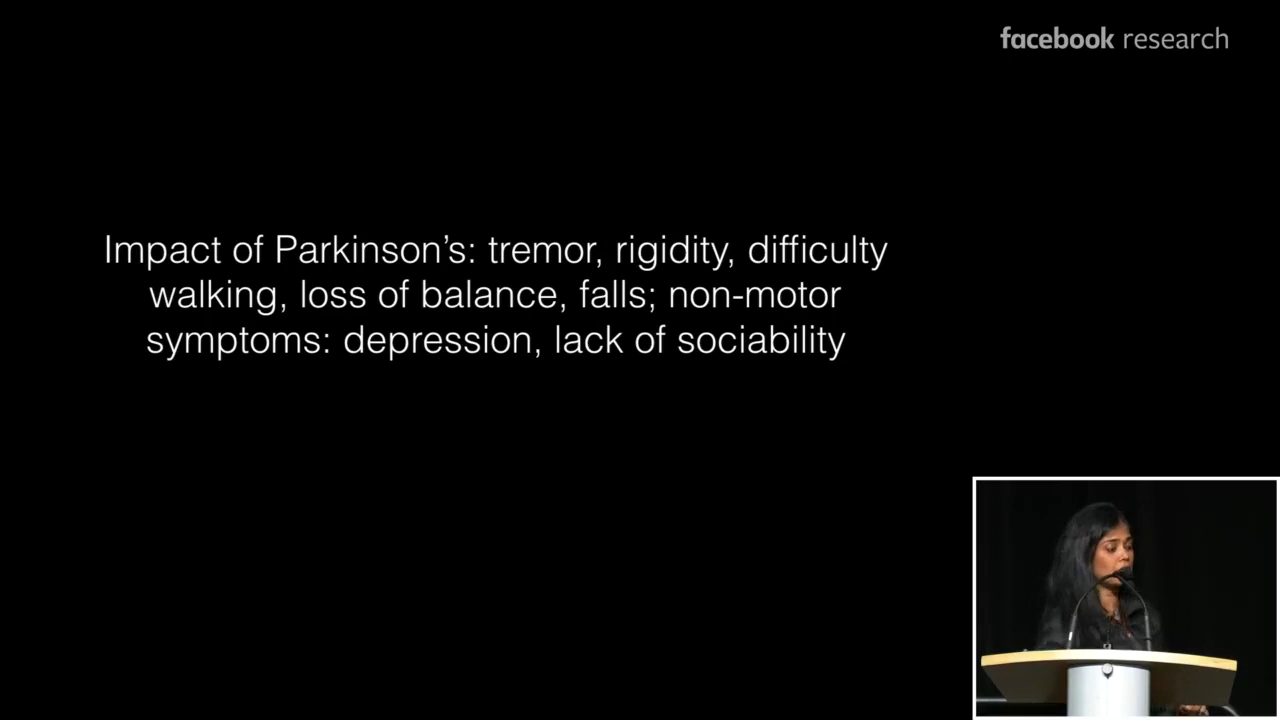 facebook research
Impact of Parkinson’s: tremor, rigidity, difficulty
walking, loss of balance, falls; non-motor
symptoms: depression, lack of sociability